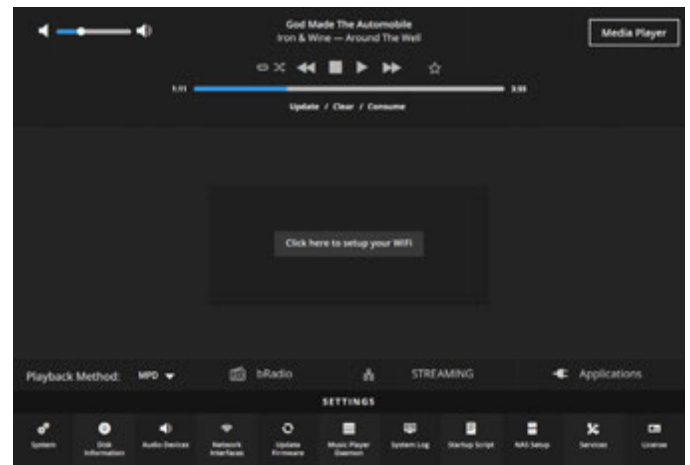 God Made The Automobile
Iron & Wine — Around The Well
Media Player
1:11
3:55
Update / Clear / Consume
Click here to setup your WiFi
Playback Method: MPD
bRadio
STREAMING
Applications
SETTINGS
System
Disk Information
Audio Devices
Network Interfaces
Update Firmware
Music Player Daemon
System Log
Startup Script
NAS Setup
Services
License